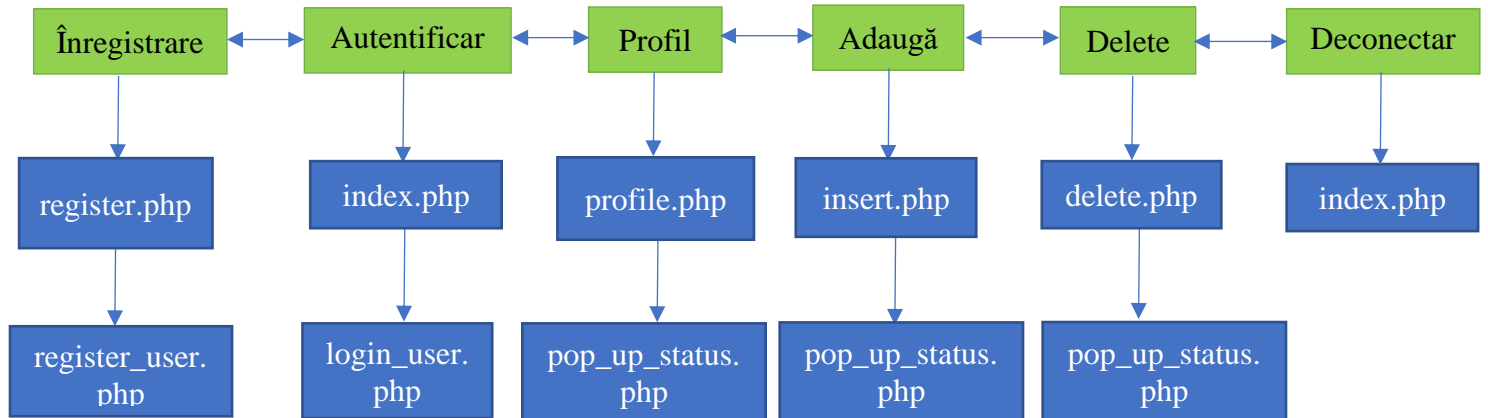 Înregistrare
Autentificar
Profil
Adaugă
Delete
Deconectar
register.php
index.php
profile.php
insert.php
delete.php
index.php
register_user.
php
login_user.
php
pop_up_status.
php
pop_up_status.
php
pop_up_status.
php